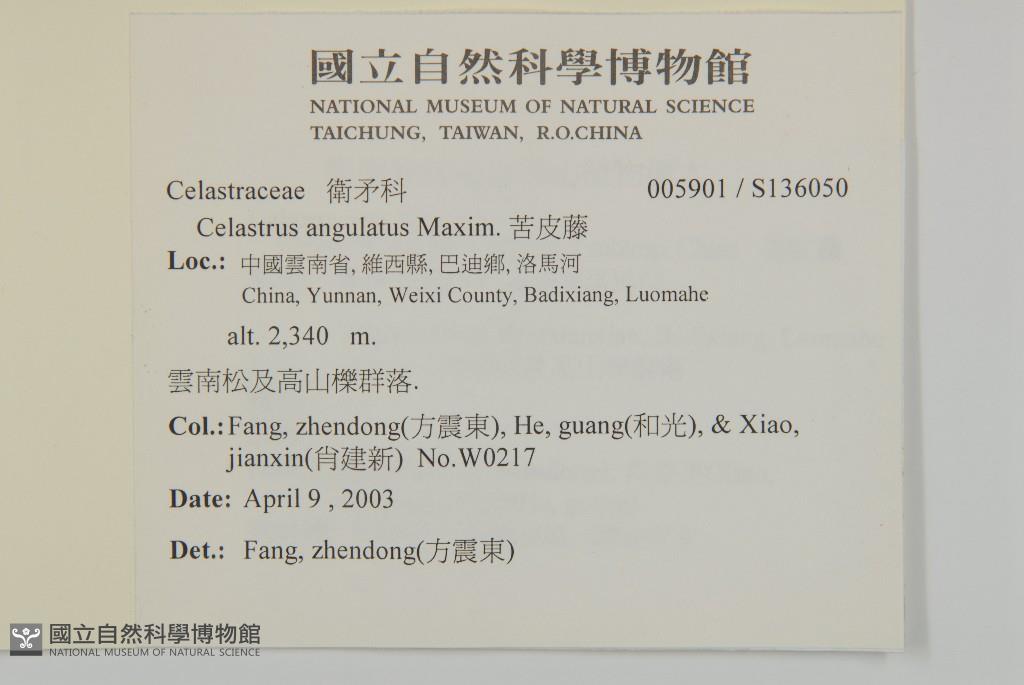 國立自然科學博物館
NATIONAL MUSEUM OF NATURAL SCIENCE
TAICHUNG, TAIWAN, R.O.CHINA
Celastraceae 衛矛科 005901 / S136050
Celastrus angulatus Maxim. 苦皮藤
Loc.: 中國雲南省, 維西縣, 巴迪鄉, 洛馬河
China, Yunnan, Weixi County, Badixiang, Luomahe
alt. 2,340 m.
雲南松及高山櫟群落.
Col.: Fang, zhendong(方震東), He, guang(和光), & Xiao,
jianxin(肖建新) No.W0217
Date: April 9 , 2003
Det.: Fang, zhendong(方震東)
國立自然科學博物館
NATIONAL MUSEUM OF NATURAL SCIENCE